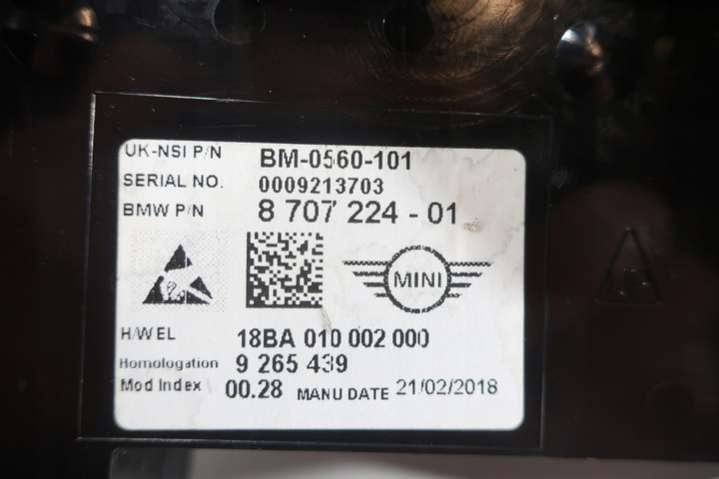 UK-NSI P/N BM-0560-101
SERIAL NO. 0009213703
BMW P/N 8 707 224 - 01
MINI
H/W EL 18BA 010 002 000
Homologation 9 265 439
Mod Index 00.28 MANU DATE 21/02/2018